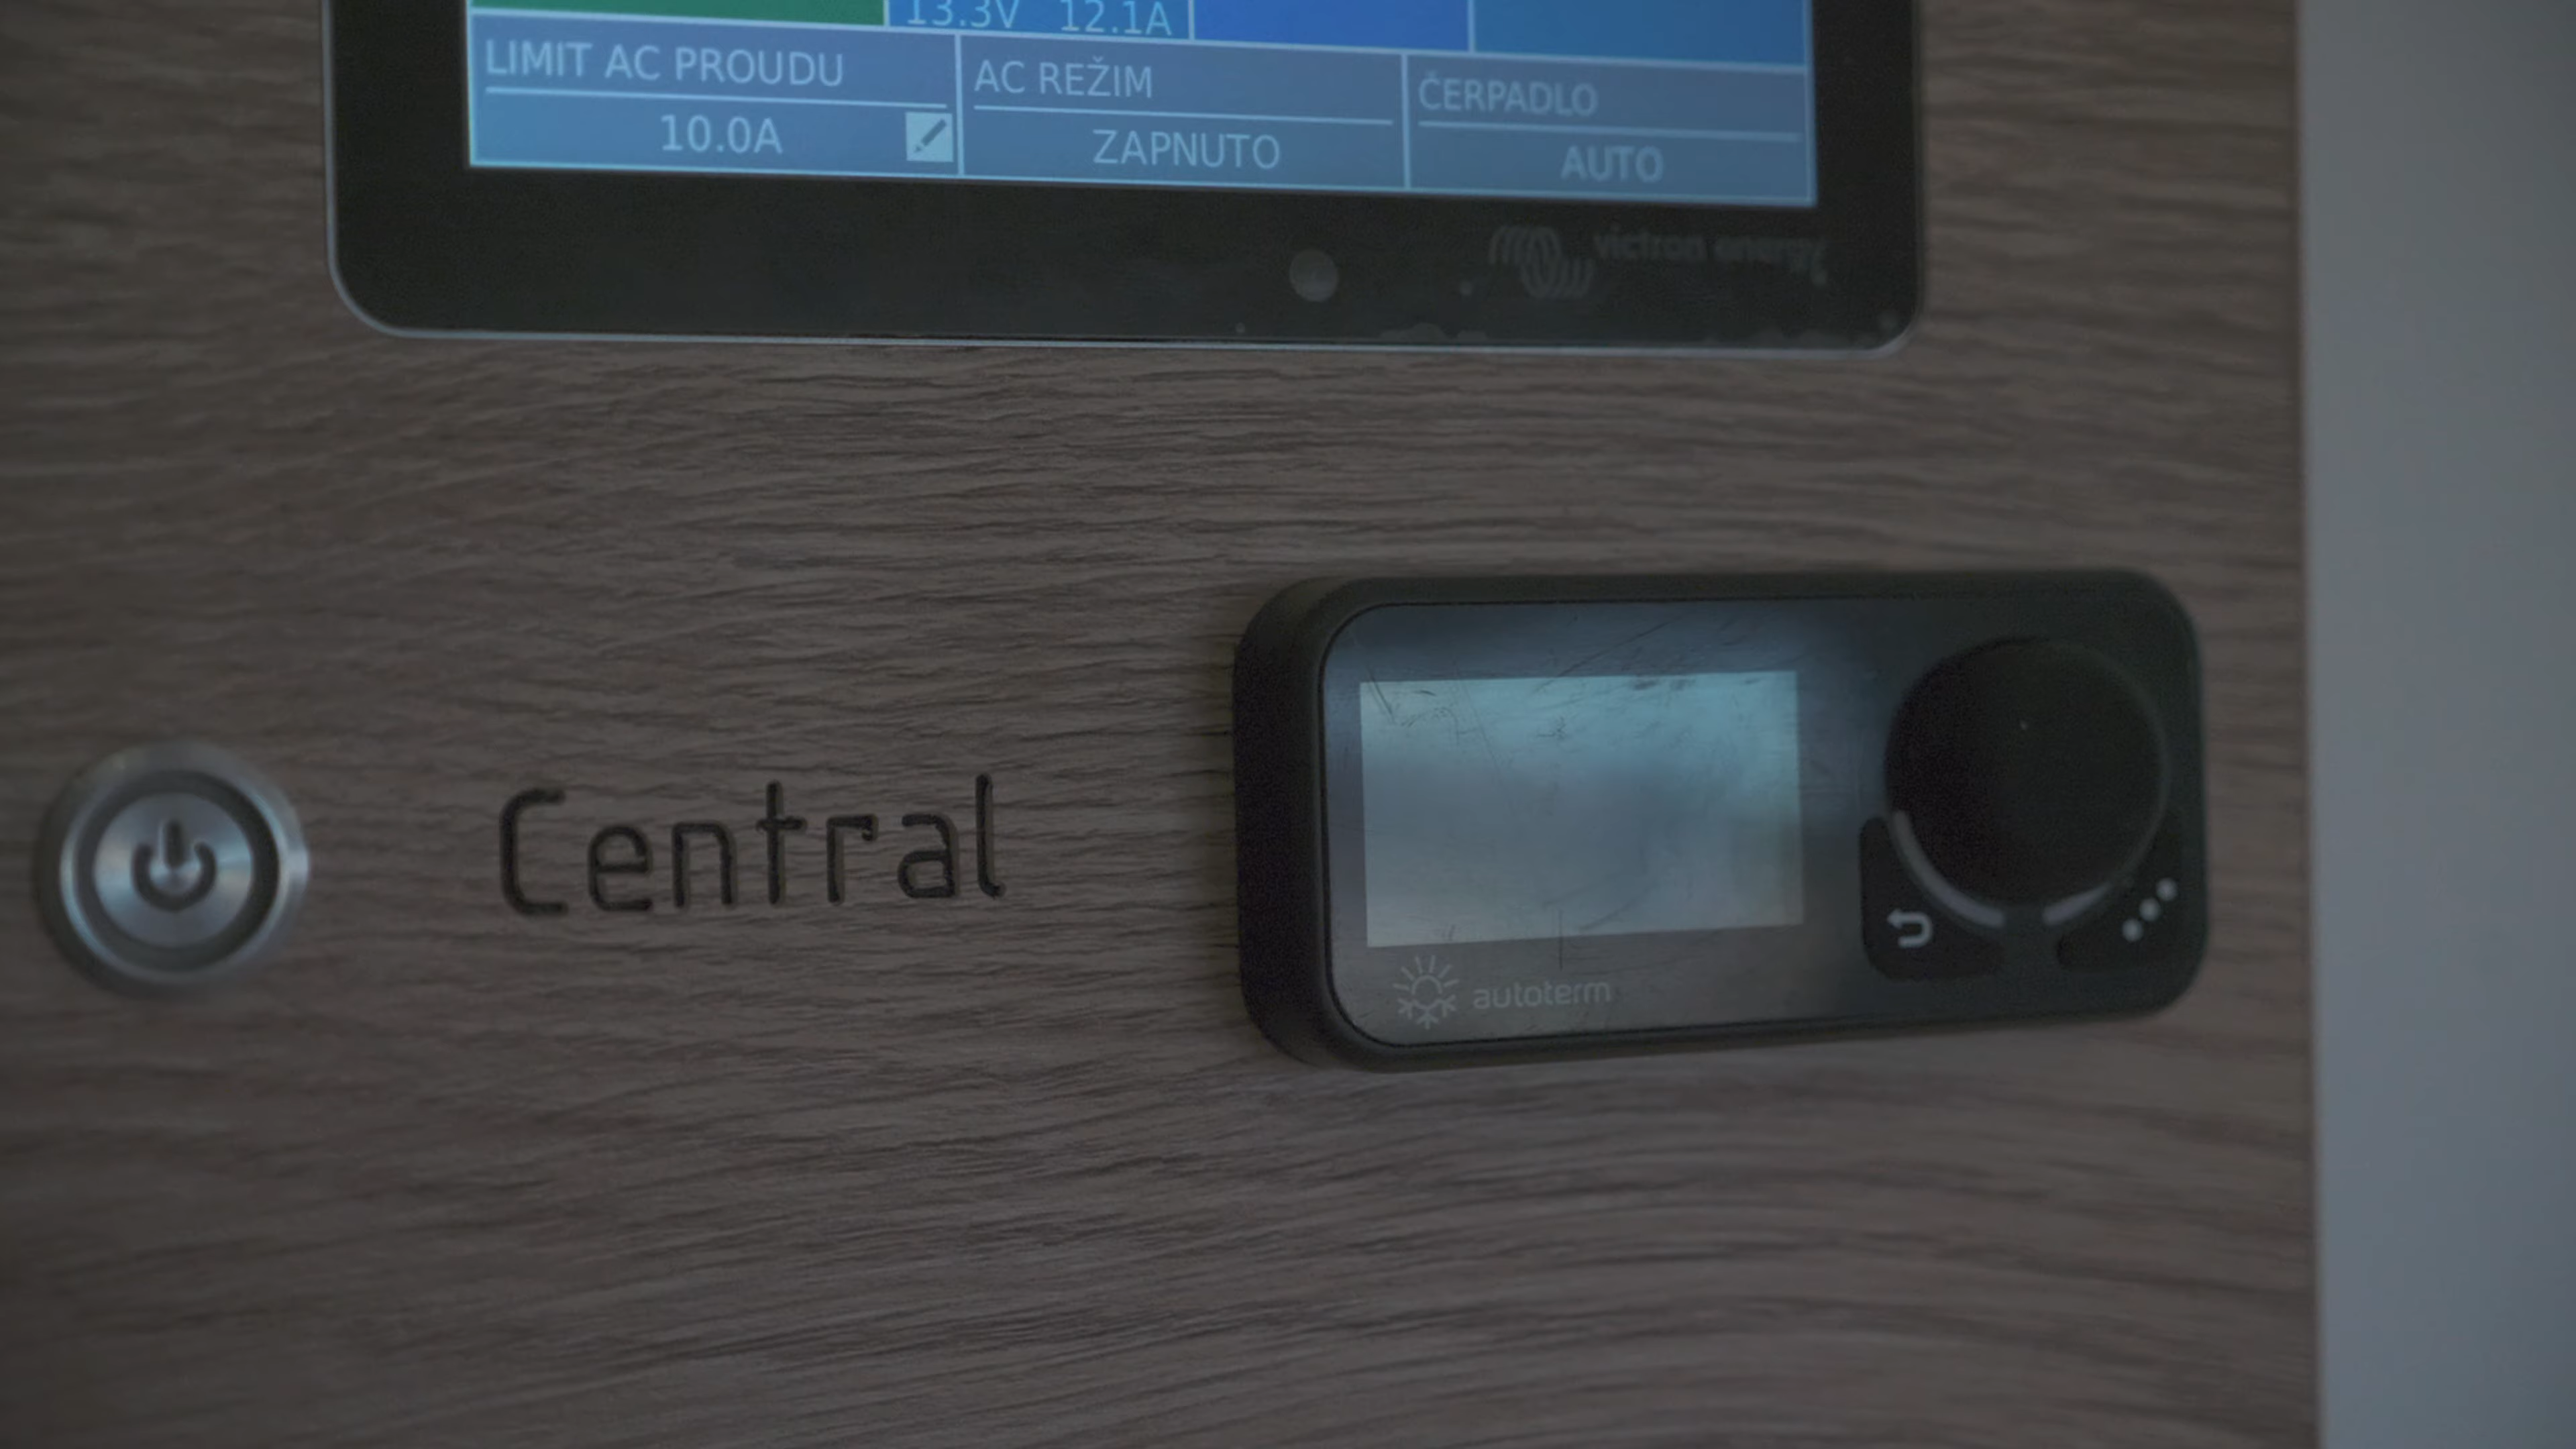 13.3V 12.1A
LIMIT AC PROUDU
10.0A
AC REŽIM
ZAPNUTO
ČERPADLO
AUTO
victron energy
Central
autoterm